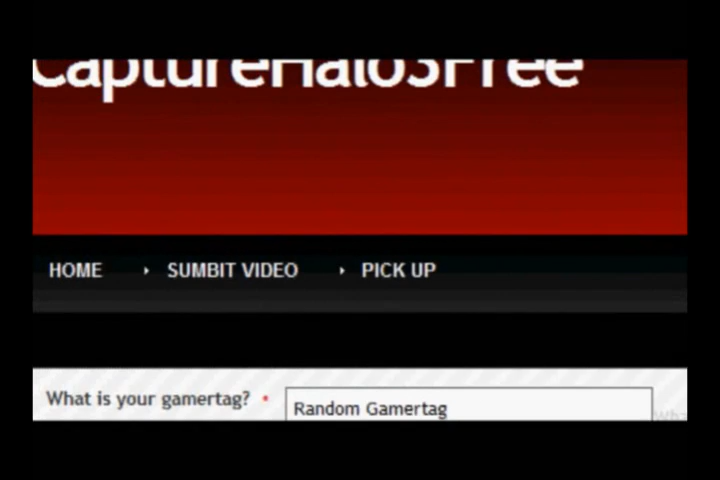 CaptureHalo3Free
HOME SUMBIT VIDEO PICK UP
What is your gamertag? * Random Gamertag